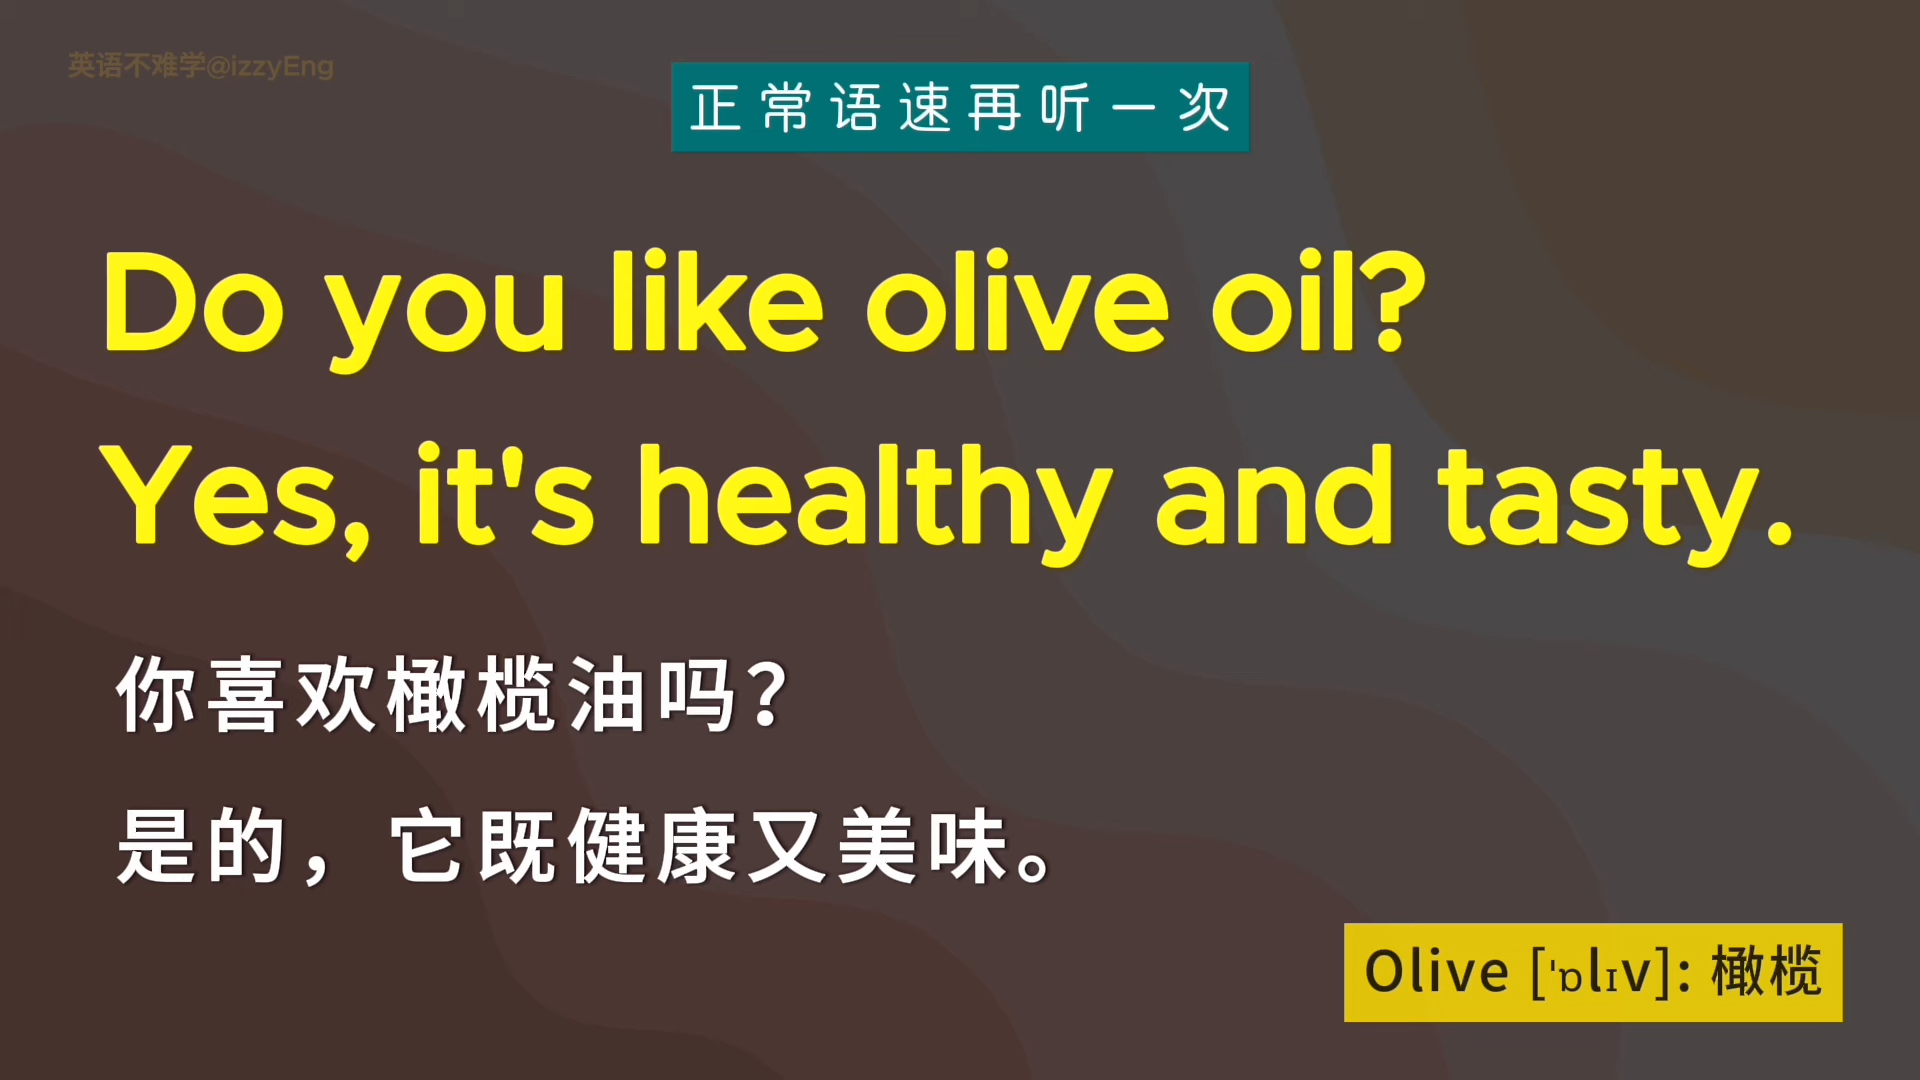 英语不难学@izzyEng
正常语速再听一次
Do you like olive oil?
Yes, it's healthy and tasty.
你喜欢橄榄油吗？
是的，它既健康又美味。
Olive [ˈɒlɪv]: 橄榄